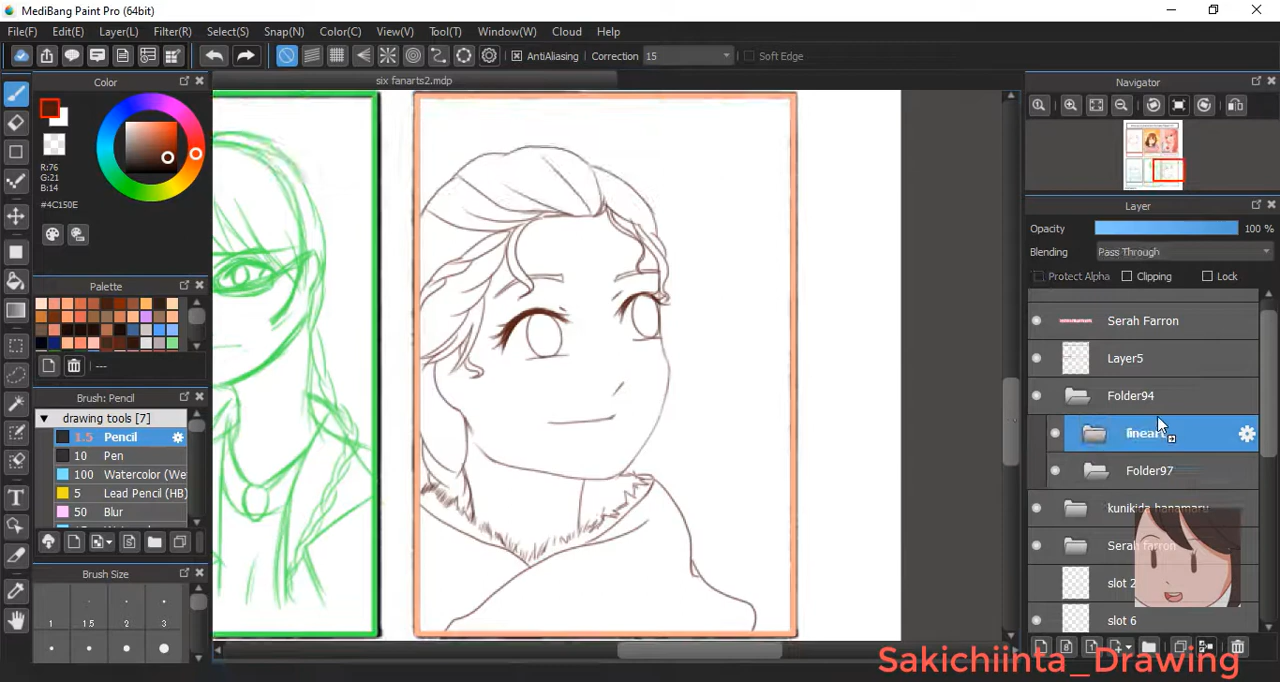 MediBang Paint Pro (64bit)
File(F) Edit(E) Layer(L) Filter(R) Select(S) Snap(N) Color(C) View(V) Tool(T) Window(W) Cloud Help
AntiAliasing Correction 15 Soft Edge
six fanarts2.mdp
Color
R:76
G:21
B:14
#4C150E
Palette
---
Brush: Pencil
drawing tools [7]
1.5 Pencil
10 Pen
100 Watercolor (We
5 Lead Pencil (HB)
50 Blur
Brush Size
1 1.5 2 3
Navigator
Layer
Opacity 100 %
Blending Pass Through
Protect Alpha Clipping Lock
Serah Farron
Layer5
Folder94
lineart
Folder97
kunikida hanamaru
Serah farron
slot 2
slot 6
Sakichiinta_Drawing